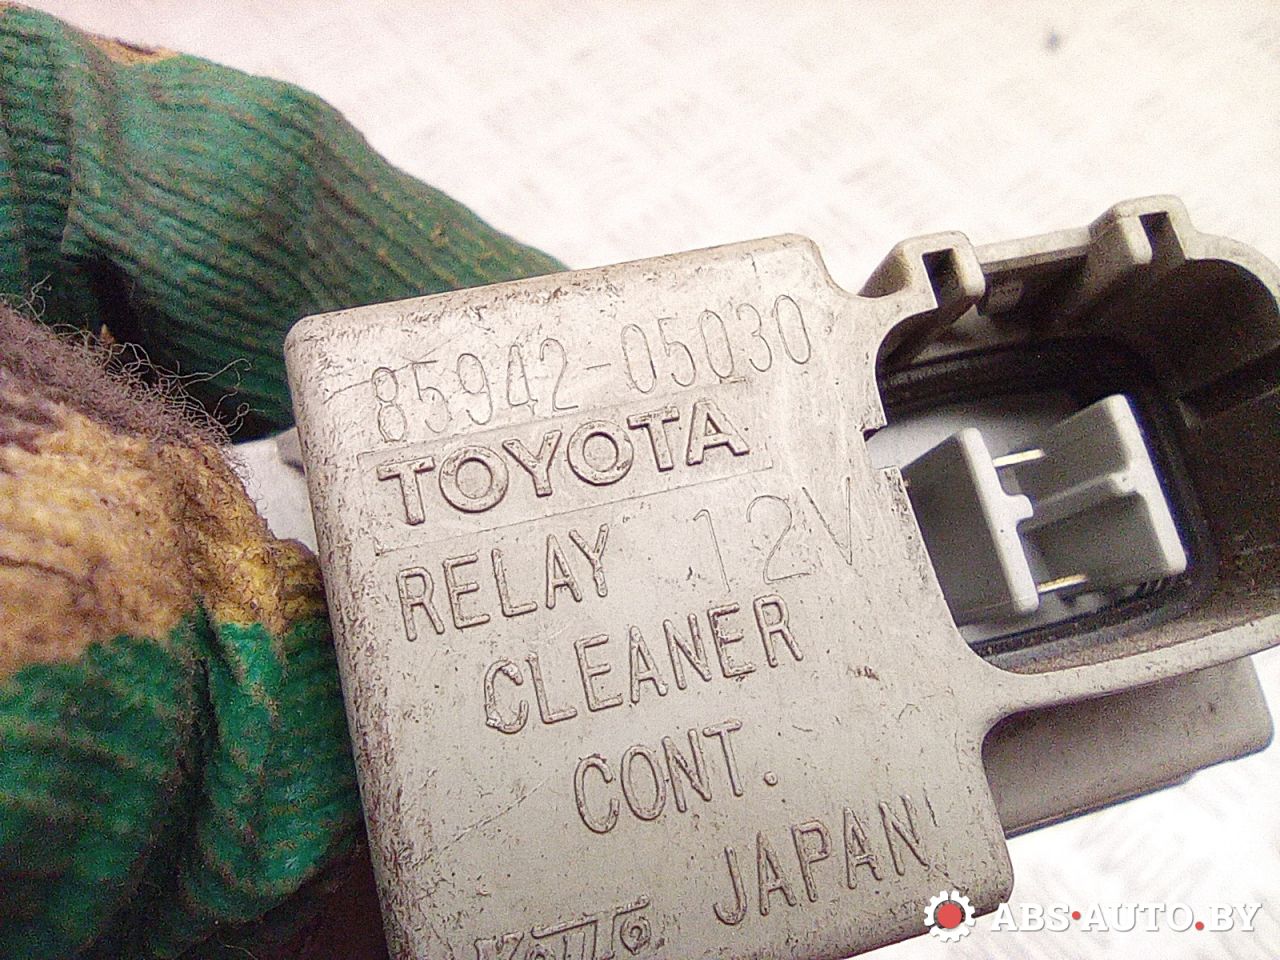 85942-05030
TOYOTA
RELAY 12V
CLEANER
CONT.
JAPAN
ABS-AUTO.BY